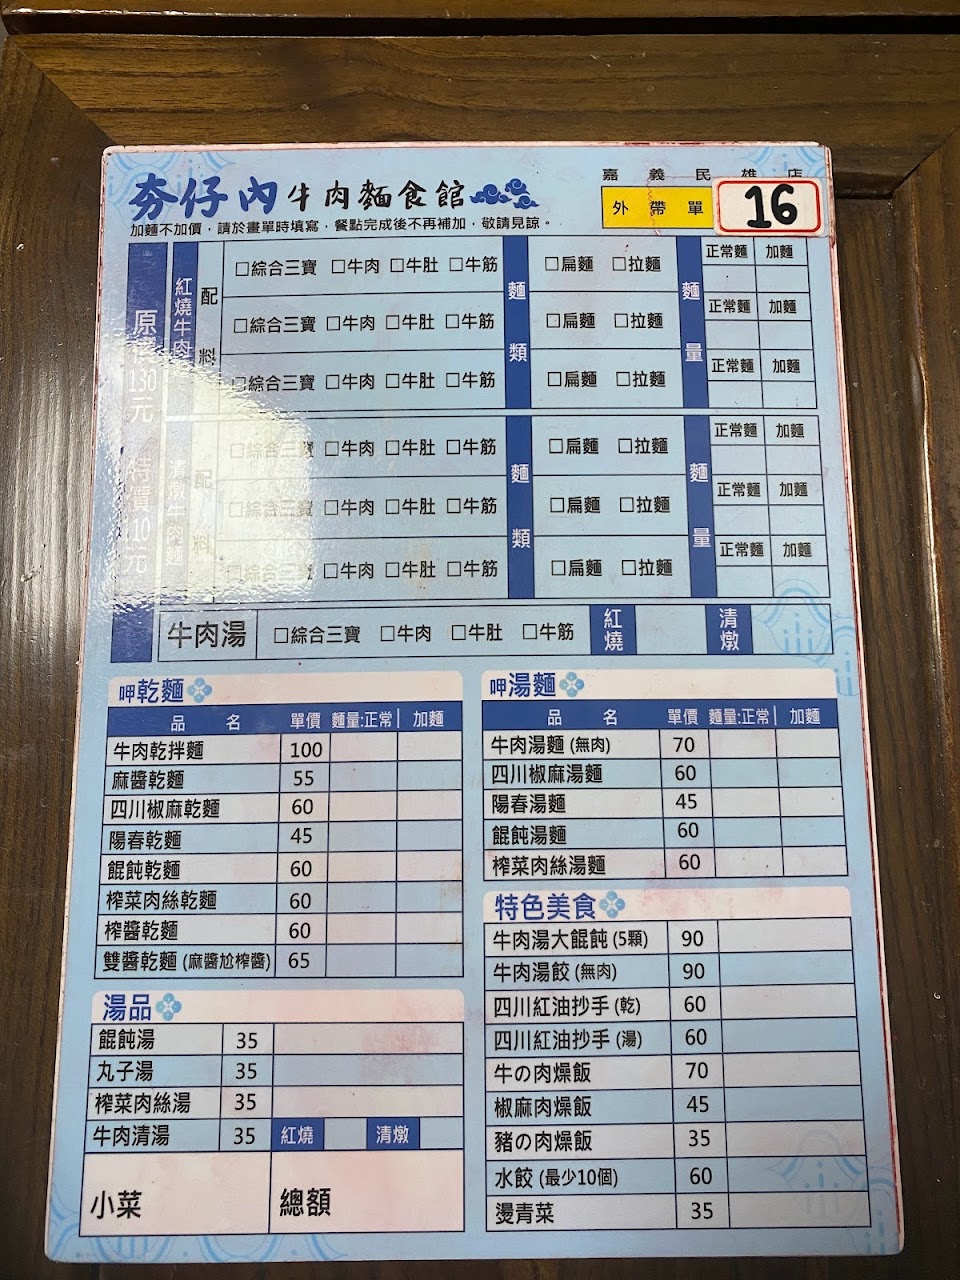 嘉義民雄店
夯仔內牛肉麵食館
外帶單
16
加麵不加價,請於畫單時填寫,餐點完成後不再補加,敬請見諒。
原價130元 特價110元
紅燒牛肉
配料
麵類
麵量
□綜合三寶 □牛肉 □牛肚 □牛筋 □扁麵 □拉麵 正常麵 加麵
□綜合三寶 □牛肉 □牛肚 □牛筋 □扁麵 □拉麵 正常麵 加麵
□綜合三寶 □牛肉 □牛肚 □牛筋 □扁麵 □拉麵 正常麵 加麵
清燉牛肉麵
配料
麵類
麵量
□綜合三寶 □牛肉 □牛肚 □牛筋 □扁麵 □拉麵 正常麵 加麵
□綜合三寶 □牛肉 □牛肚 □牛筋 □扁麵 □拉麵 正常麵 加麵
□綜合三寶 □牛肉 □牛肚 □牛筋 □扁麵 □拉麵 正常麵 加麵
牛肉湯 □綜合三寶 □牛肉 □牛肚 □牛筋 紅燒 清燉
呷乾麵
品名 單價 麵量:正常 | 加麵
牛肉乾拌麵 100
麻醬乾麵 55
四川椒麻乾麵 60
陽春乾麵 45
餛飩乾麵 60
榨菜肉絲乾麵 60
榨醬乾麵 60
雙醬乾麵 (麻醬尬榨醬) 65
湯品
餛飩湯 35
丸子湯 35
榨菜肉絲湯 35
牛肉清湯 35 紅燒 清燉
小菜 總額
呷湯麵
品名 單價 麵量:正常 | 加麵
牛肉湯麵 (無肉) 70
四川椒麻湯麵 60
陽春湯麵 45
餛飩湯麵 60
榨菜肉絲湯麵 60
特色美食
牛肉湯大餛飩 (5顆) 90
牛肉湯餃 (無肉) 90
四川紅油抄手 (乾) 60
四川紅油抄手 (湯) 60
牛の肉燥飯 70
椒麻肉燥飯 45
豬の肉燥飯 35
水餃 (最少10個) 60
燙青菜 35